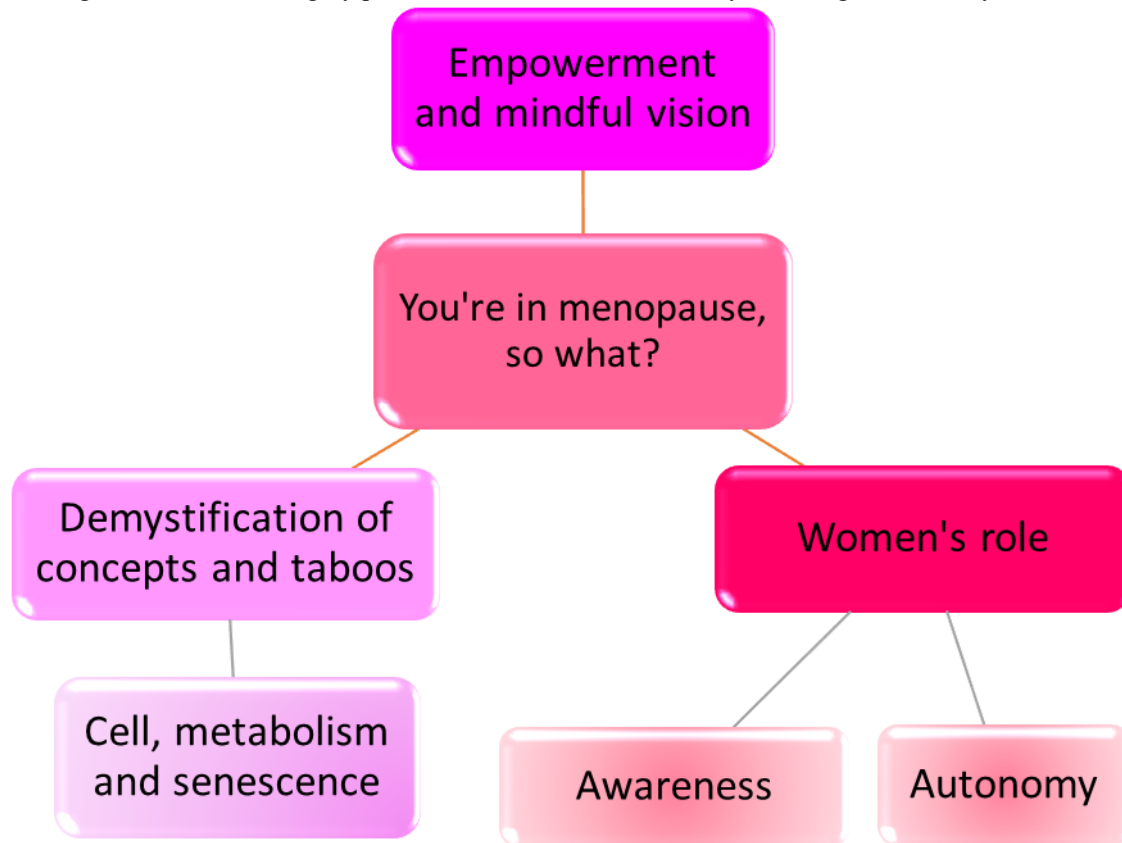 Empowerment
and mindful vision
You're in menopause,
so what?
Demystification of
concepts and taboos
Women's role
Cell, metabolism
and senescence
Awareness
Autonomy